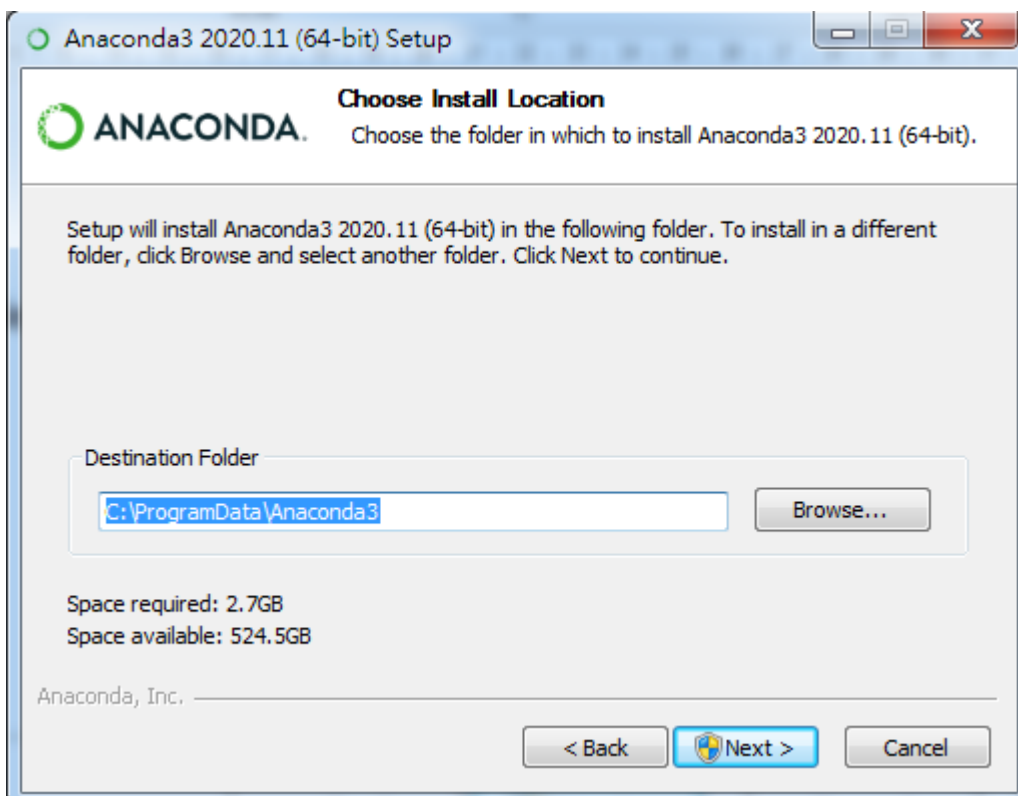 Anaconda3 2020.11 (64-bit) Setup
ANACONDA.
Choose Install Location
Choose the folder in which to install Anaconda3 2020.11 (64-bit).
Setup will install Anaconda3 2020.11 (64-bit) in the following folder. To install in a different
folder, click Browse and select another folder. Click Next to continue.
Destination Folder
C:\ProgramData\Anaconda3
Browse...
Space required: 2.7GB
Space available: 524.5GB
Anaconda, Inc.
< Back
Next >
Cancel